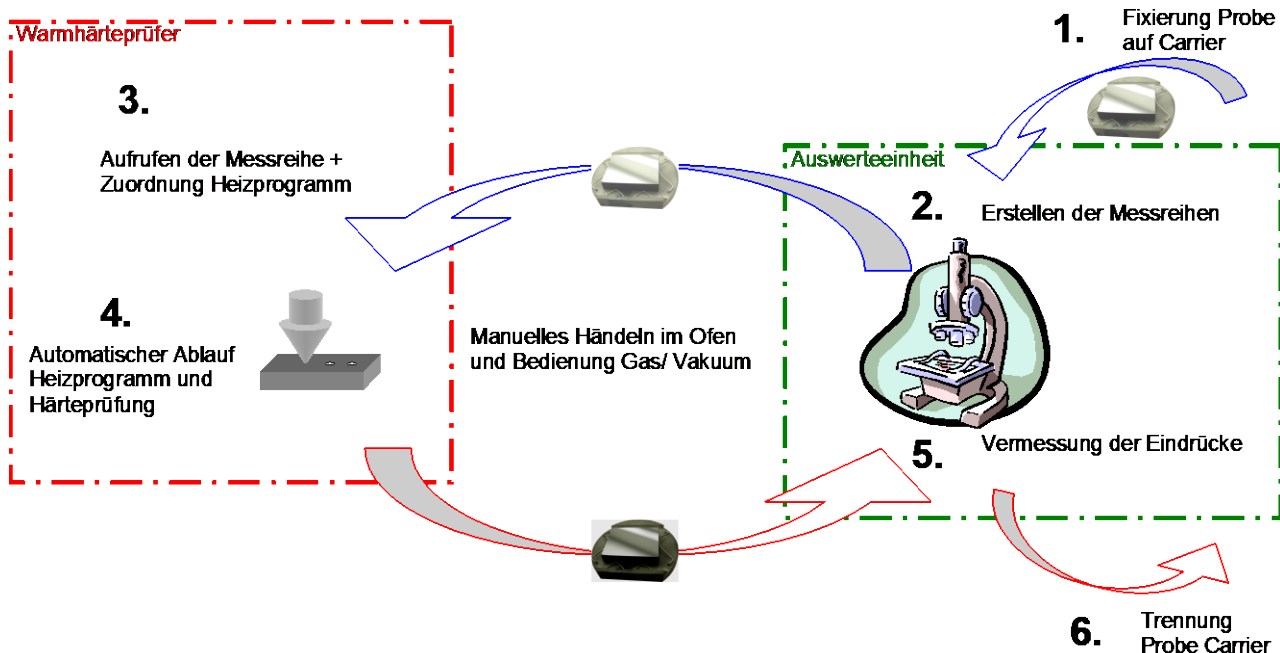 Warmhärteprüfer
1.
Fixierung Probe
auf Carrier
3.
Aufrufen der Messreihe +
Zuordnung Heizprogramm
Auswerteeinheit
2.
Erstellen der Messreihen
4.
Automatischer Ablauf
Heizprogramm und
Härteprüfung
Manuelles Händeln im Ofen
und Bedienung Gas/ Vakuum
5.
Vermessung der Eindrücke
6.
Trennung
Probe Carrier